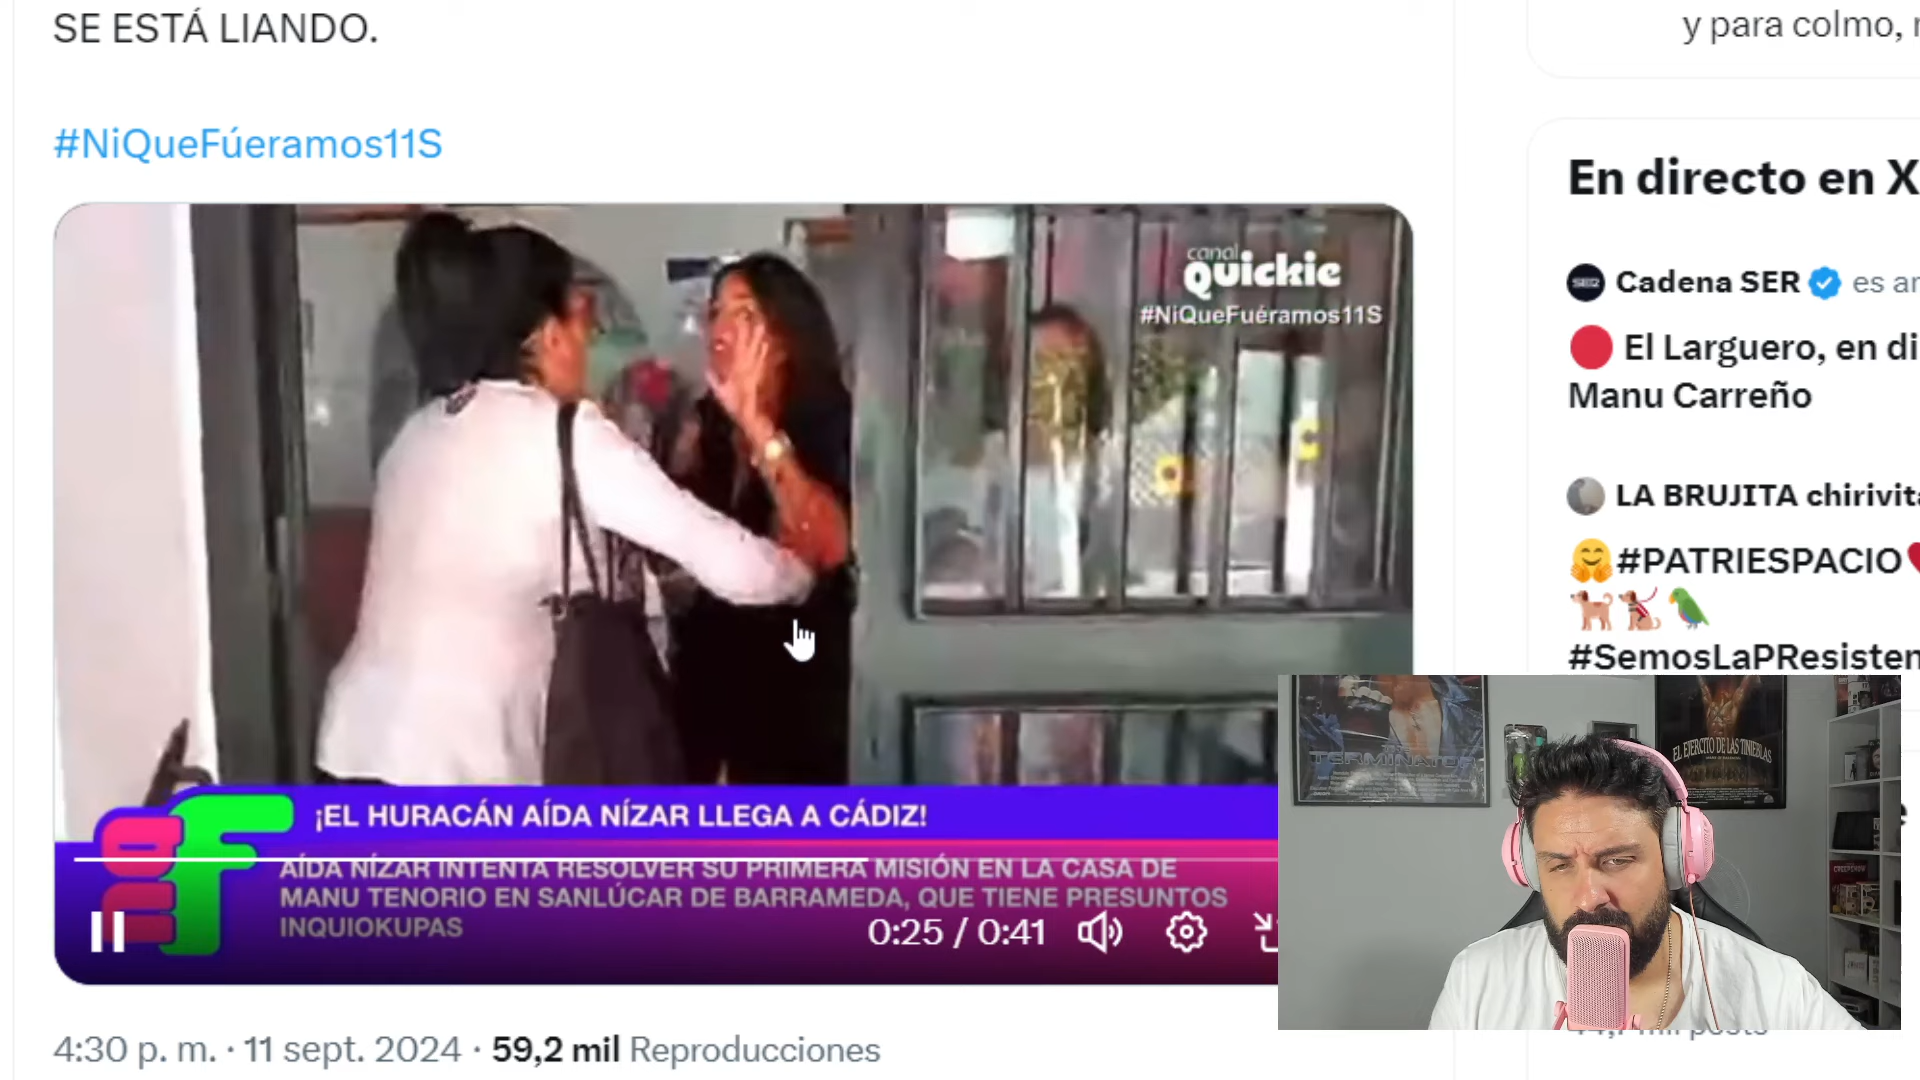 SE ESTÁ LIANDO.
#NiQueFúeramos11S
canal
quickie
#NiQueFuéramos11S
¡EL HURACÁN AÍDA NÍZAR LLEGA A CÁDIZ!
AÍDA NÍZAR INTENTA RESOLVER SU PRIMERA MISIÓN EN LA CASA DE
MANU TENORIO EN SANLÚCAR DE BARRAMEDA, QUE TIENE PRESUNTOS
INQUIOKUPAS
0:25 / 0:41
4:30 p. m. · 11 sept. 2024 · 59,2 mil Reproducciones
y para colmo,
En directo en X
Cadena SER es
El Larguero, en di
Manu Carreño
LA BRUJITA chirivita
#PATRIESPACIO
#SemosLaPResisten
TERMINATOR
EL EJERCITO DE LAS TINIEBLAS